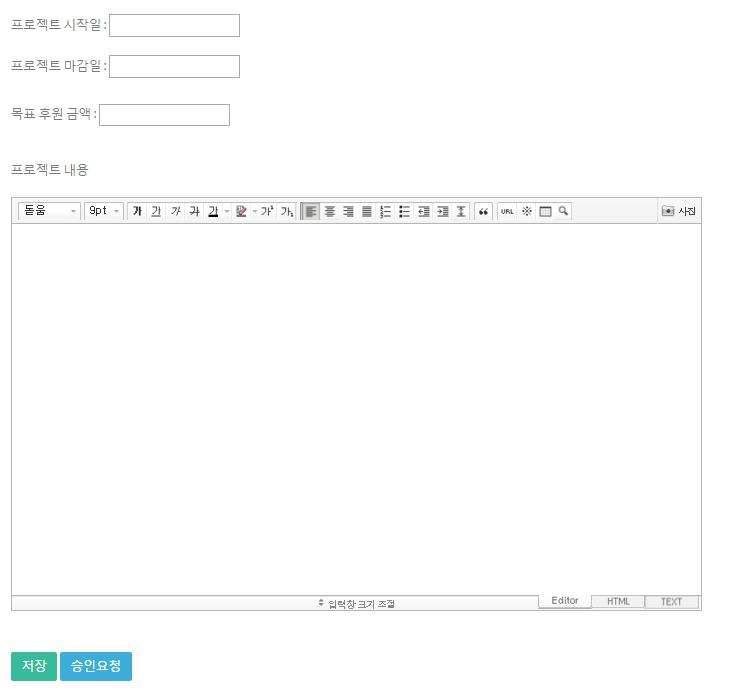 프로젝트 시작일 :
프로젝트 마감일 :
목표 후원 금액 :
프로젝트 내용
돋움 9pt 가 가 가 가 가 가¹ 가₁ URL 사진
입력창 크기 조절 Editor HTML TEXT
저장 승인요청